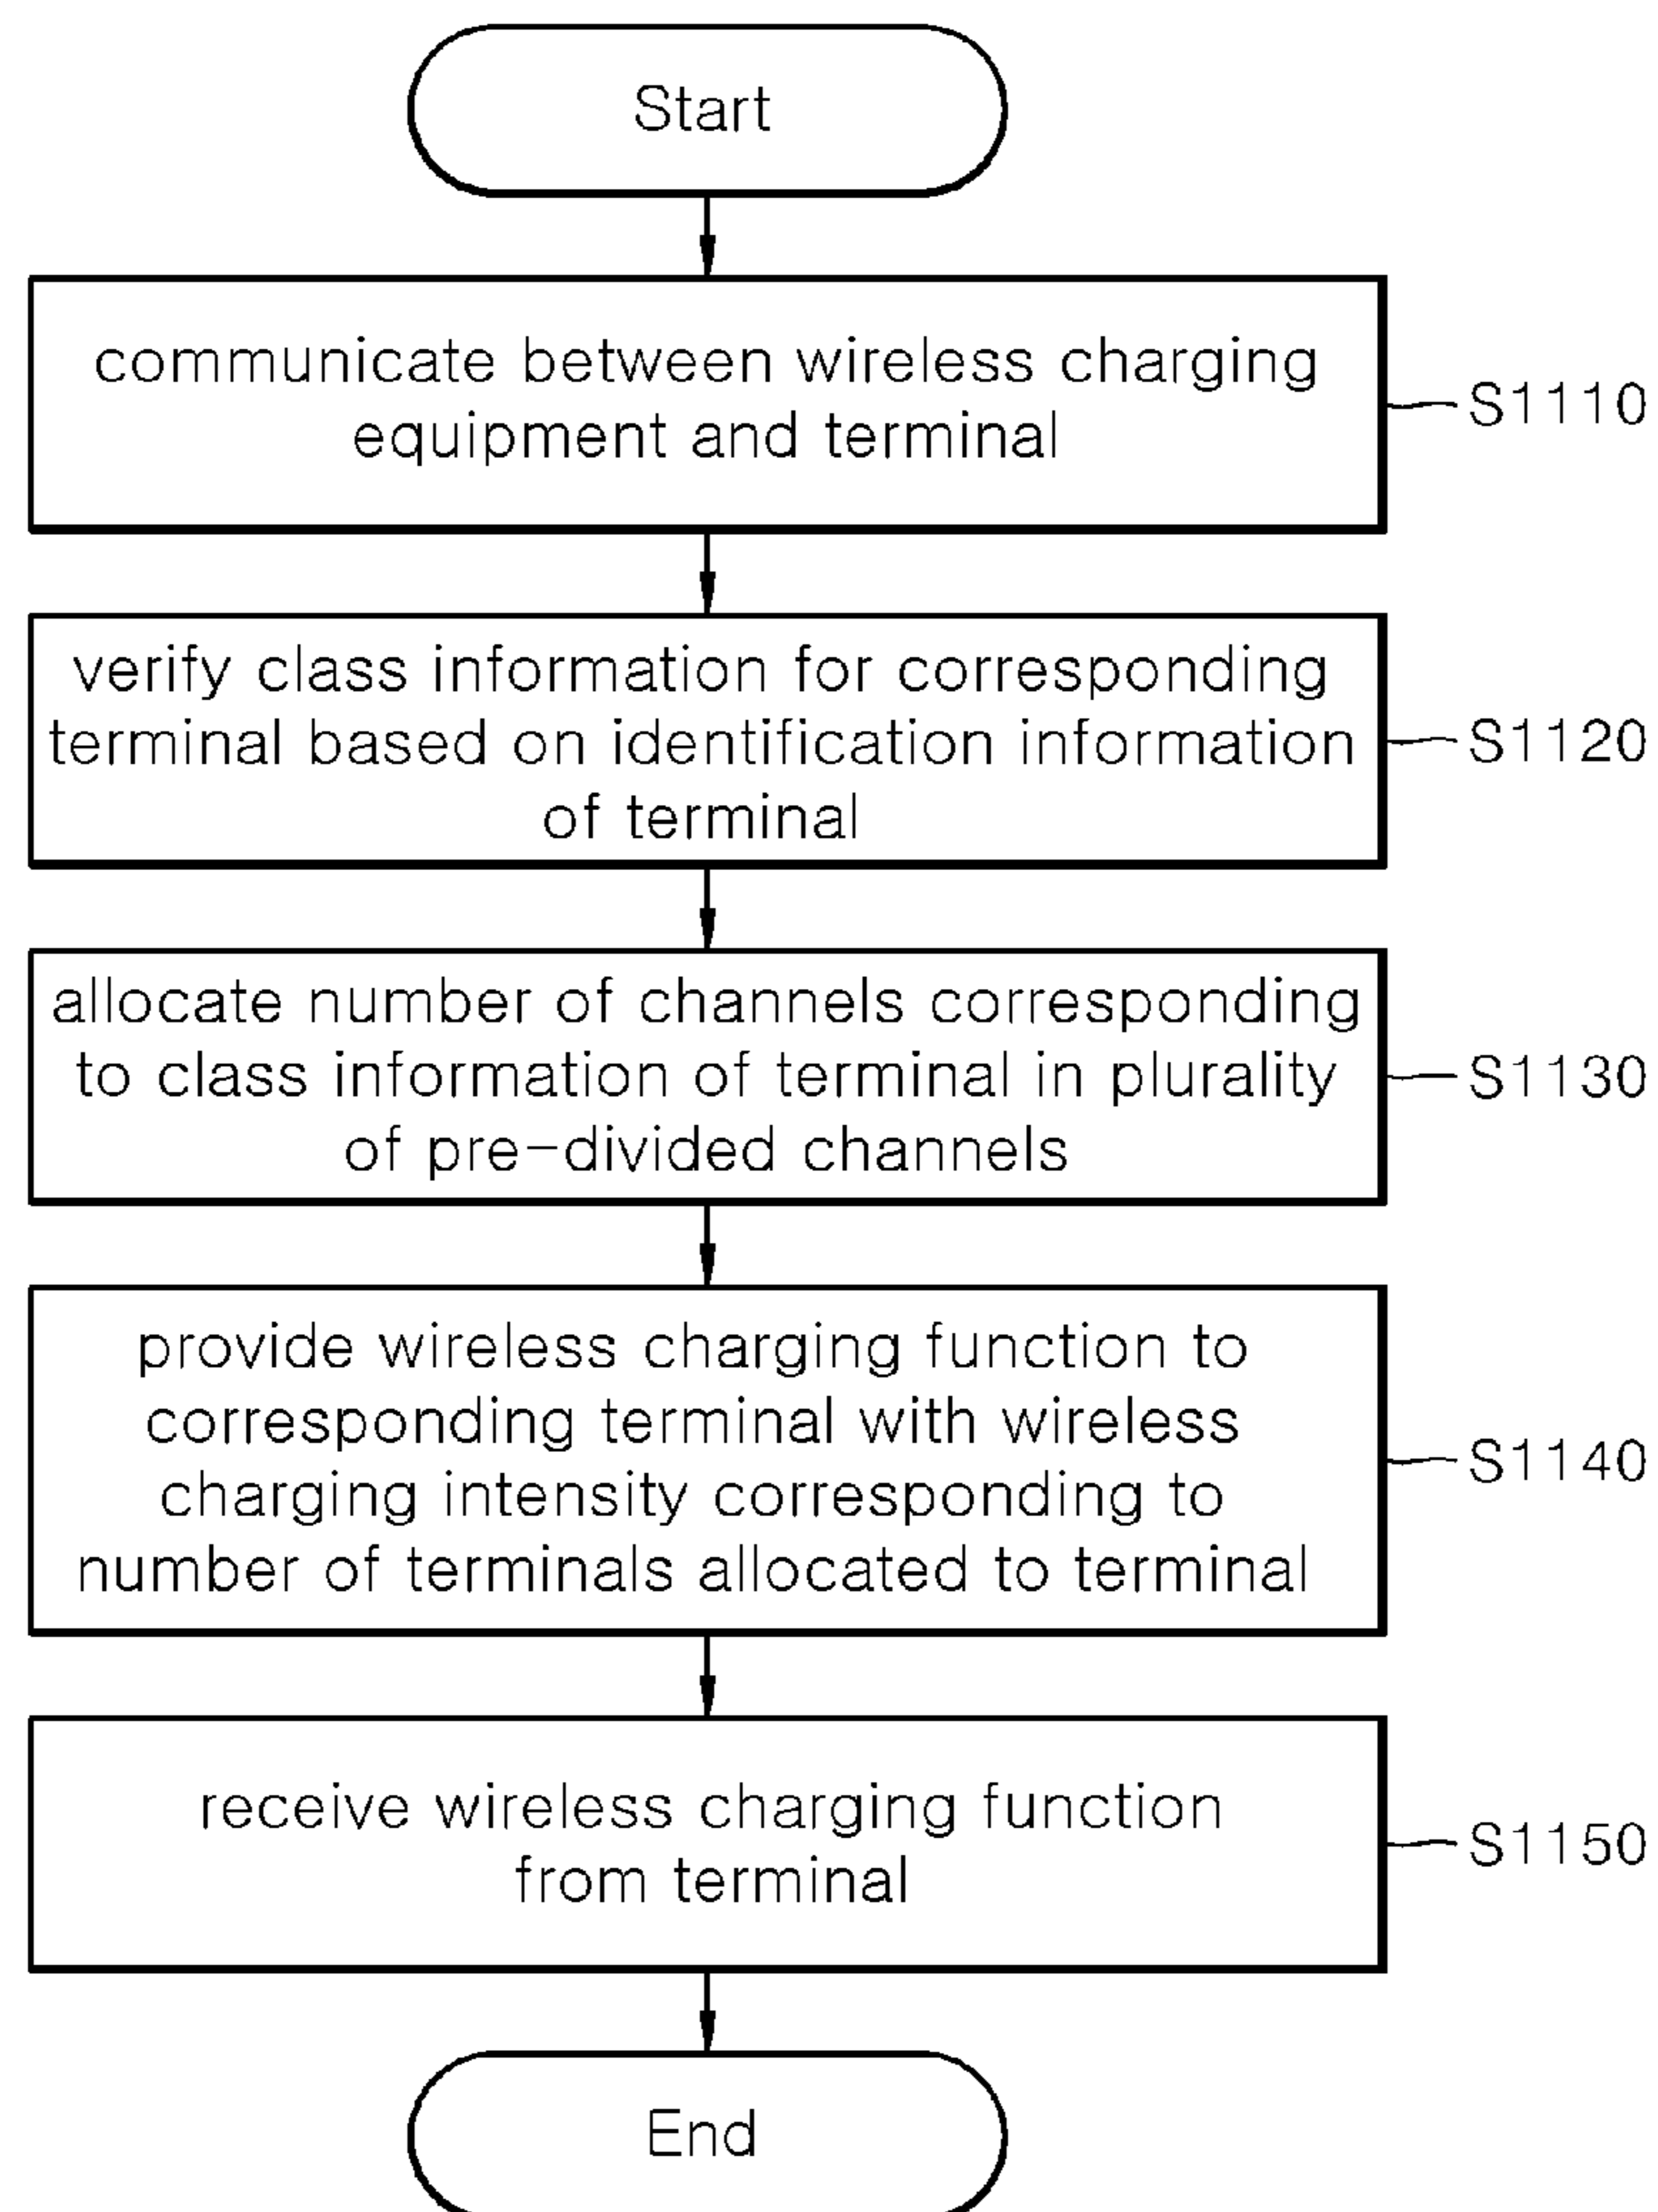 Start
communicate between wireless charging
equipment and terminal
S1110
verify class information for corresponding
terminal based on identification information
of terminal
S1120
allocate number of channels corresponding
to class information of terminal in plurality
of pre-divided channels
S1130
provide wireless charging function to
corresponding terminal with wireless
charging intensity corresponding to
number of terminals allocated to terminal
S1140
receive wireless charging function
from terminal
S1150
End